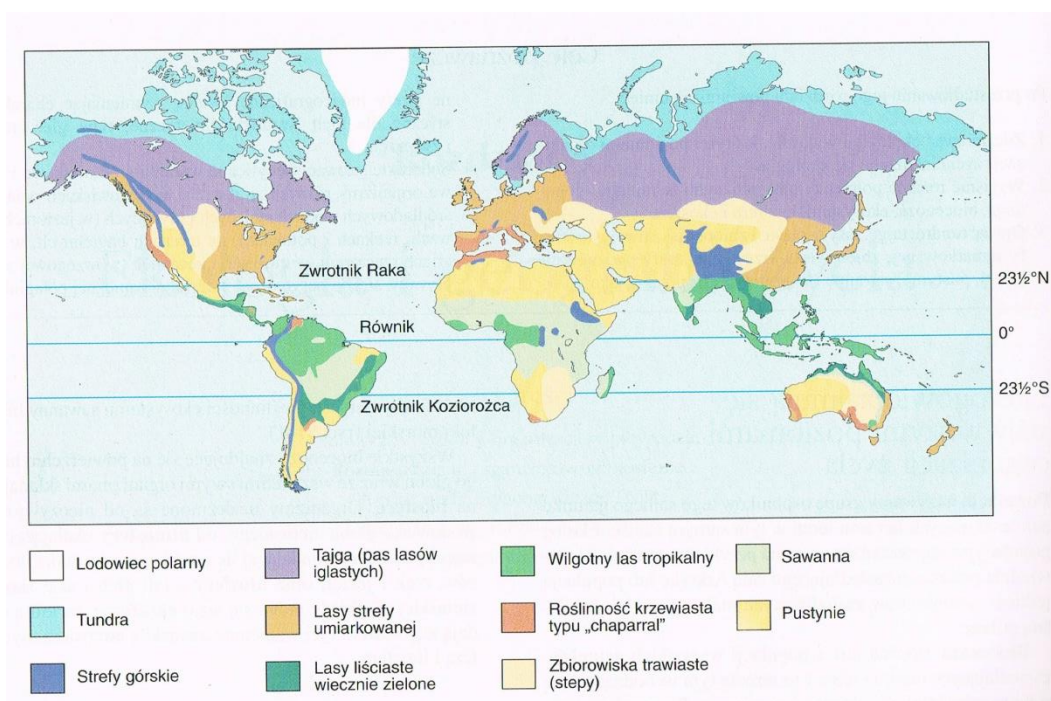 Zwrotnik Raka
23½°N
Równik
0°
Zwrótnik Koziorożca
23½°S
Lodowiec polarny
Tundra
Strefy górskie
Tajga (pas lasów
iglastych)
Lasy strefy
umiarkowanej
Lasy liściaste
wiecznie zielone
Wilgotny las tropikalny
Roślinność krzewiasta
typu „chaparral”
Zbiorowiska trawiaste
(stepy)
Sawanna
Pustynie